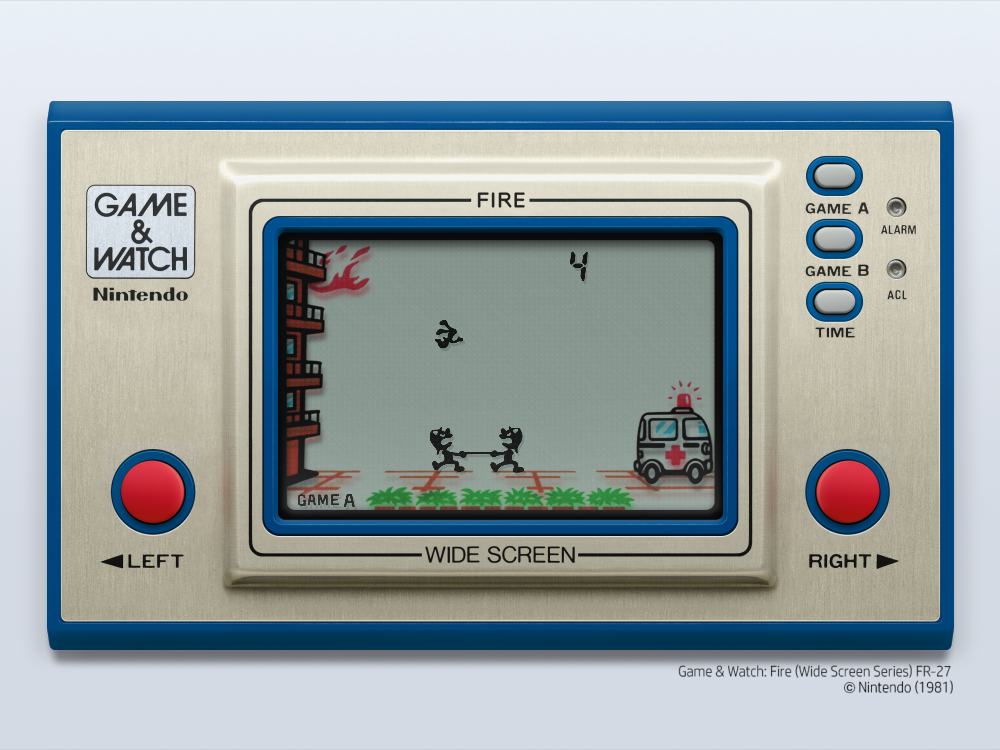 GAME
&
WATCH
Nintendo
FIRE
4
GAME A
WIDE SCREEN
GAME A
ALARM
GAME B
ACL
TIME
◀LEFT
RIGHT▶
Game & Watch: Fire (Wide Screen Series) FR-27
© Nintendo (1981)